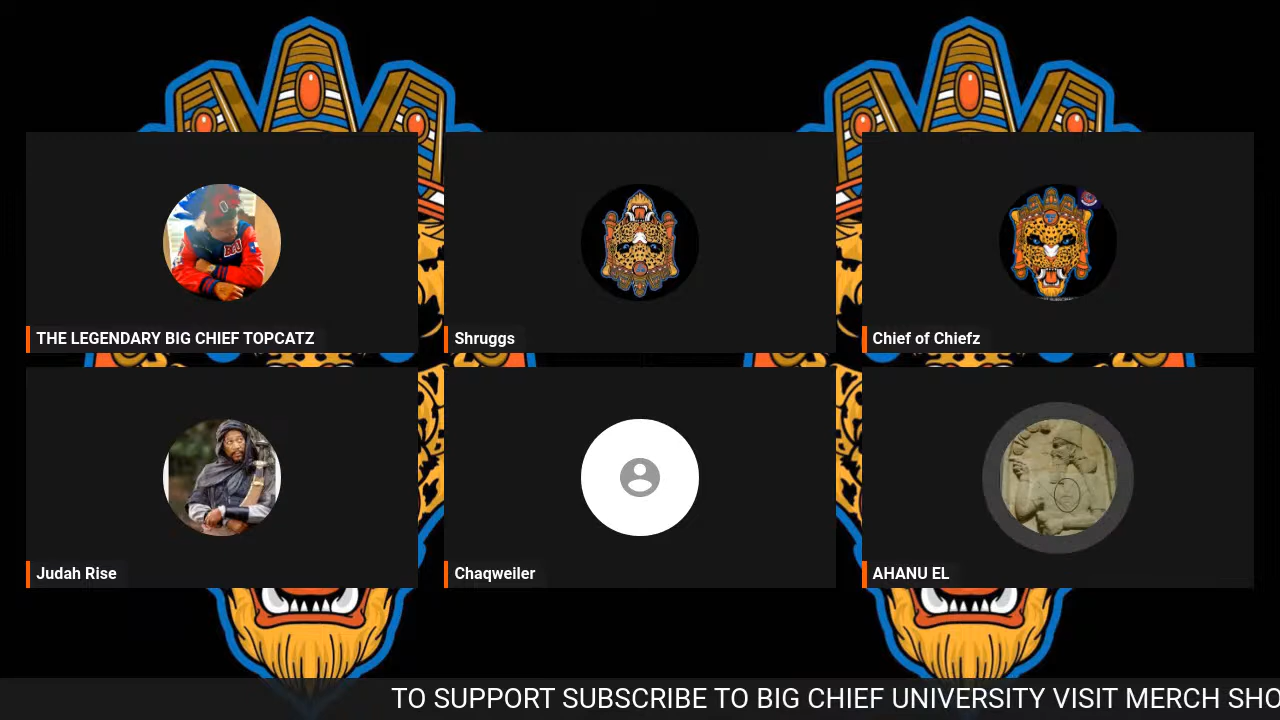 THE LEGENDARY BIG CHIEF TOPCATZ
Shruggs
Chief of Chiefz
Judah Rise
Chaqweiler
AHANU EL
TO SUPPORT SUBSCRIBE TO BIG CHIEF UNIVERSITY VISIT MERCH